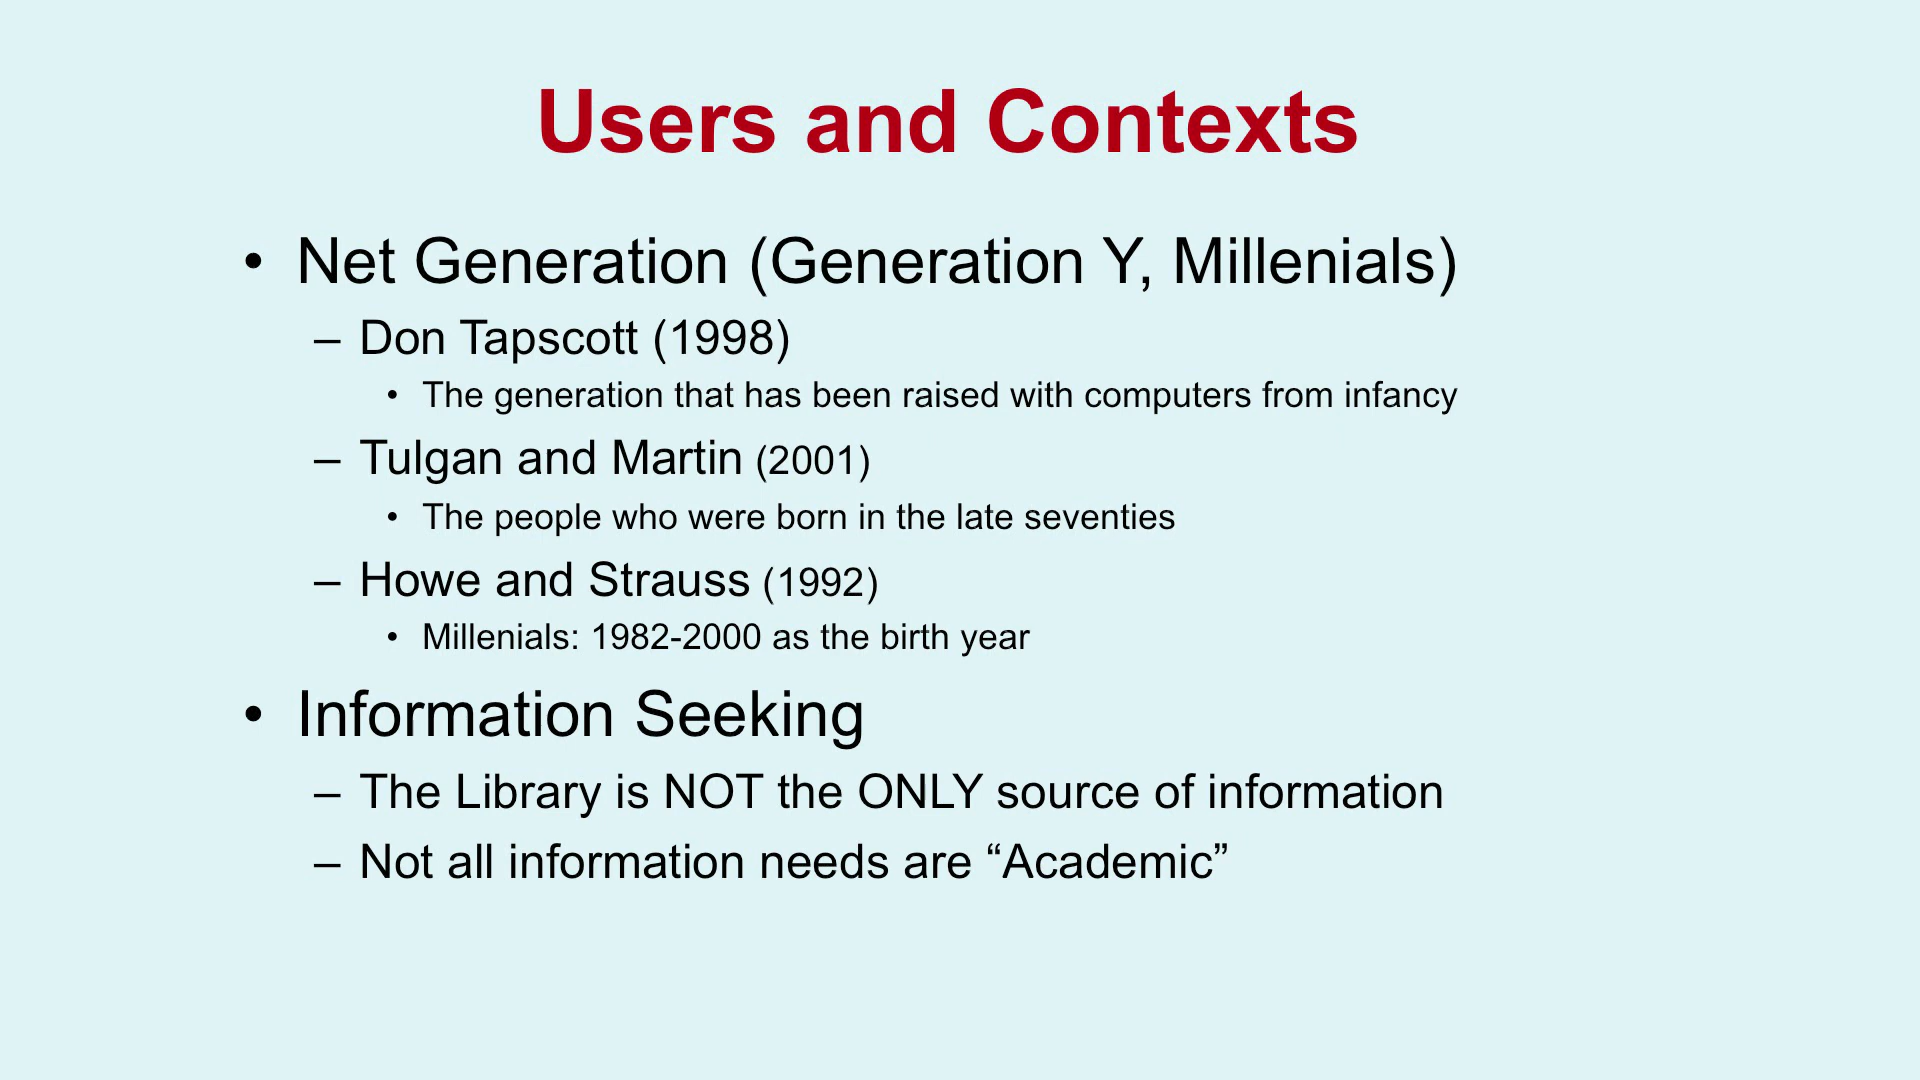 Users and Contexts
• Net Generation (Generation Y, Millenials)
– Don Tapscott (1998)
• The generation that has been raised with computers from infancy
– Tulgan and Martin (2001)
• The people who were born in the late seventies
– Howe and Strauss (1992)
• Millenials: 1982-2000 as the birth year
• Information Seeking
– The Library is NOT the ONLY source of information
– Not all information needs are “Academic”